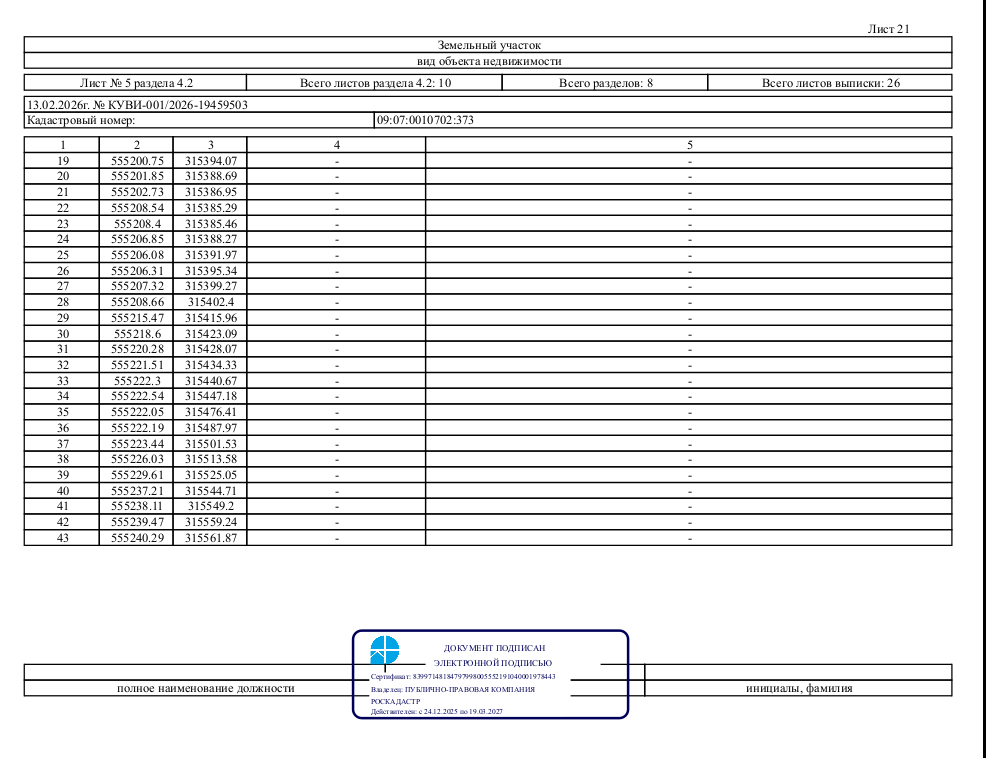 Лист 21
Земельный участок
вид объекта недвижимости
Лист № 5 раздела 4.2 Всего листов раздела 4.2: 10 Всего разделов: 8 Всего листов выписки: 26
13.02.2026г. № КУВИ-001/2026-19459503
Кадастровый номер: 09:07:0010702:373
1 2 3 4 5
19 555200.75 315394.07 - -
20 555201.85 315388.69 - -
21 555202.73 315386.95 - -
22 555208.54 315385.29 - -
23 555208.4 315385.46 - -
24 555206.85 315388.27 - -
25 555206.08 315391.97 - -
26 555206.31 315395.34 - -
27 555207.32 315399.27 - -
28 555208.66 315402.4 - -
29 555215.47 315415.96 - -
30 555218.6 315423.09 - -
31 555220.28 315428.07 - -
32 555221.51 315434.33 - -
33 555222.3 315440.67 - -
34 555222.54 315447.18 - -
35 555222.05 315476.41 - -
36 555222.19 315487.97 - -
37 555223.44 315501.53 - -
38 555226.03 315513.58 - -
39 555229.61 315525.05 - -
40 555237.21 315544.71 - -
41 555238.11 315549.2 - -
42 555239.47 315559.24 - -
43 555240.29 315561.87 - -
ДОКУМЕНТ ПОДПИСАН
ЭЛЕКТРОННОЙ ПОДПИСЬЮ
Сертификат: 83997148184797998005552191040001978443
Владелец: ПУБЛИЧНО-ПРАВОВАЯ КОМПАНИЯ
РОСКАДАСТР
Действителен: с 24.12.2025 по 19.03.2027
полное наименование должности инициалы, фамилия